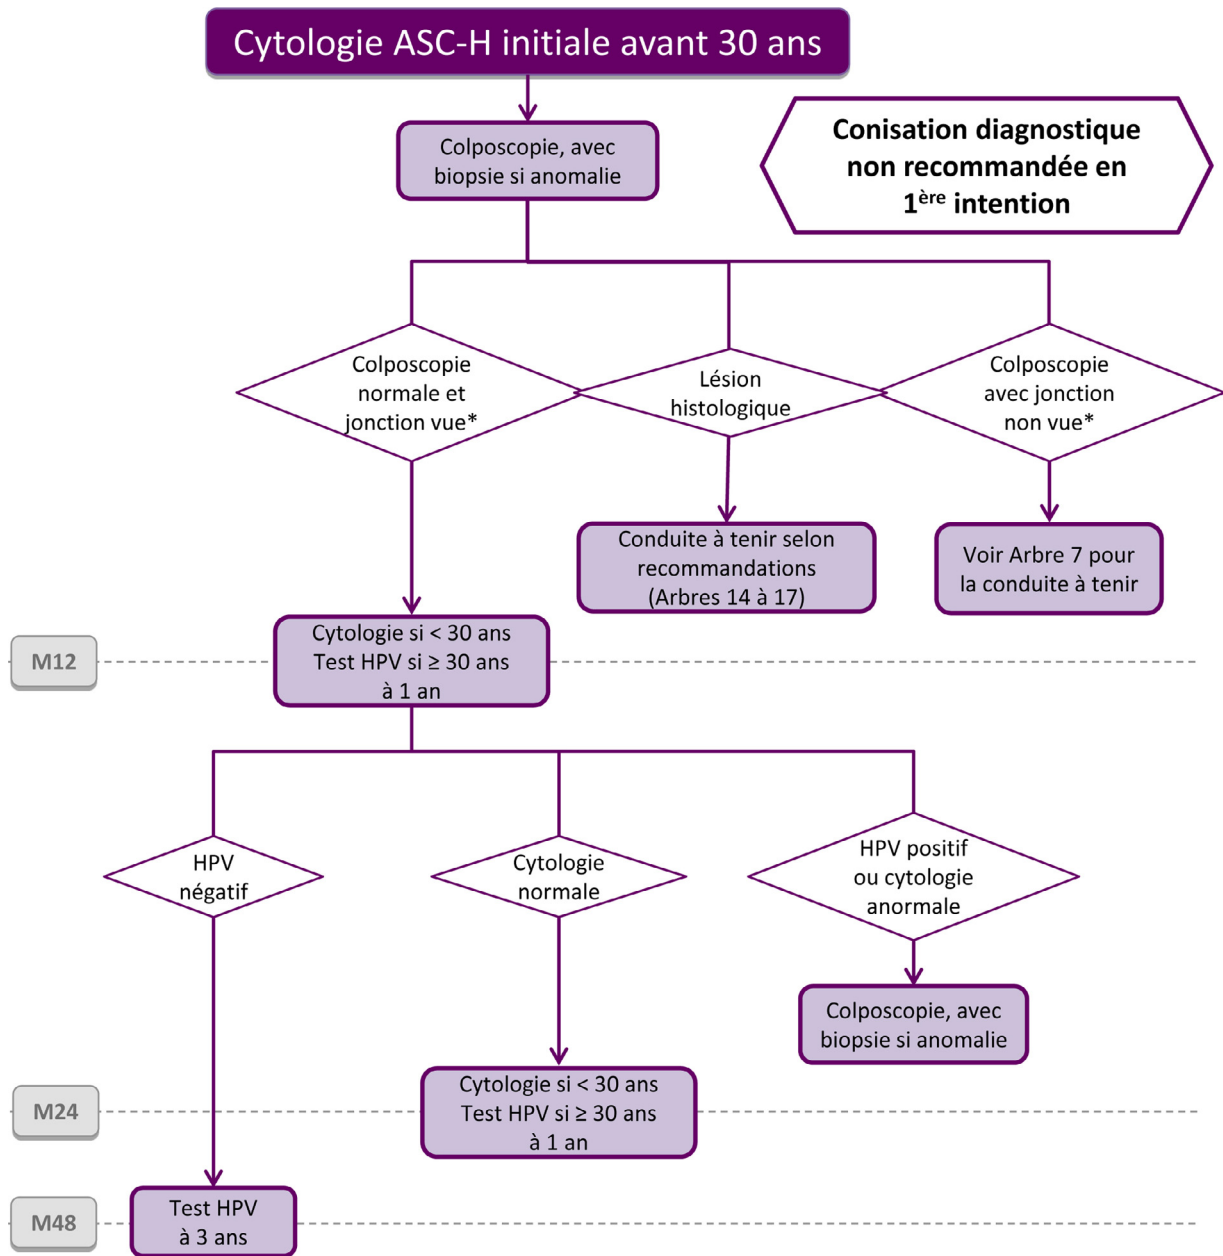 Cytologie ASC-H initiale avant 30 ans
Colposcopie, avec
biopsie si anomalie
Conisation diagnostique
non recommandée en
1ère intention
Colposcopie
normale et
jonction vue*
Lésion
histologique
Colposcopie
avec jonction
non vue*
Conduite à tenir selon
recommandations
(Arbres 14 à 17)
Voir Arbre 7 pour
la conduite à tenir
M12
Cytologie si < 30 ans
Test HPV si ≥ 30 ans
à 1 an
HPV
négatif
Cytologie
normale
HPV positif
ou cytologie
anormale
Colposcopie, avec
biopsie si anomalie
M24
Cytologie si < 30 ans
Test HPV si ≥ 30 ans
à 1 an
M48
Test HPV
à 3 ans